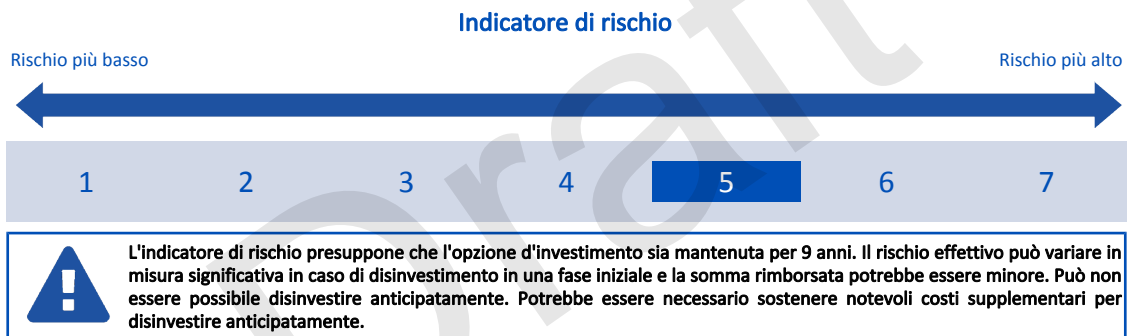 Indicatore di rischio
Rischio più basso
Rischio più alto
1 2 3 4 5 6 7
L'indicatore di rischio presuppone che l'opzione d'investimento sia mantenuta per 9 anni. Il rischio effettivo può variare in
misura significativa in caso di disinvestimento in una fase iniziale e la somma rimborsata potrebbe essere minore. Può non
essere possibile disinvestire anticipatamente. Potrebbe essere necessario sostenere notevoli costi supplementari per
disinvestire anticipatamente.
Draft